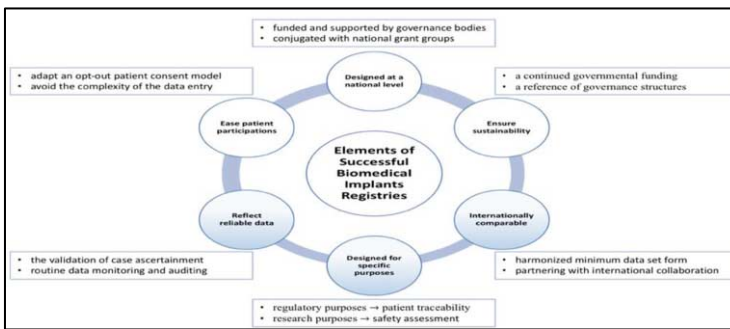 • funded and supported by governance bodies
• conjugated with national grant groups
Designed at a
national level
• adapt an opt-out patient consent model
• avoid the complexity of the data entry
• a continued governmental funding
• a reference of governance structures
Ease patient
participations
Ensure
sustainability
Elements of
Successful
Biomedical
Implants
Registries
Reflect
reliable data
Internationally
comparable
• the validation of case ascertainment
• routine data monitoring and auditing
Designed for
specific
purposes
• harmonized minimum data set form
• partnering with international collaboration
• regulatory purposes → patient traceability
• research purposes → safety assessment